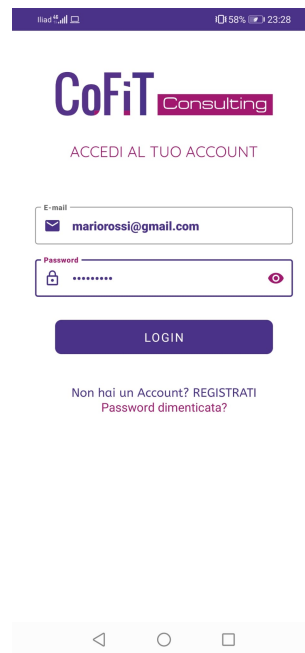 Iliad 4G 58% 23:28
CoFiT Consulting
ACCEDI AL TUO ACCOUNT
E-mail
mariorossi@gmail.com
Password
•••••••••
LOGIN
Non hai un Account? REGISTRATI
Password dimenticata?